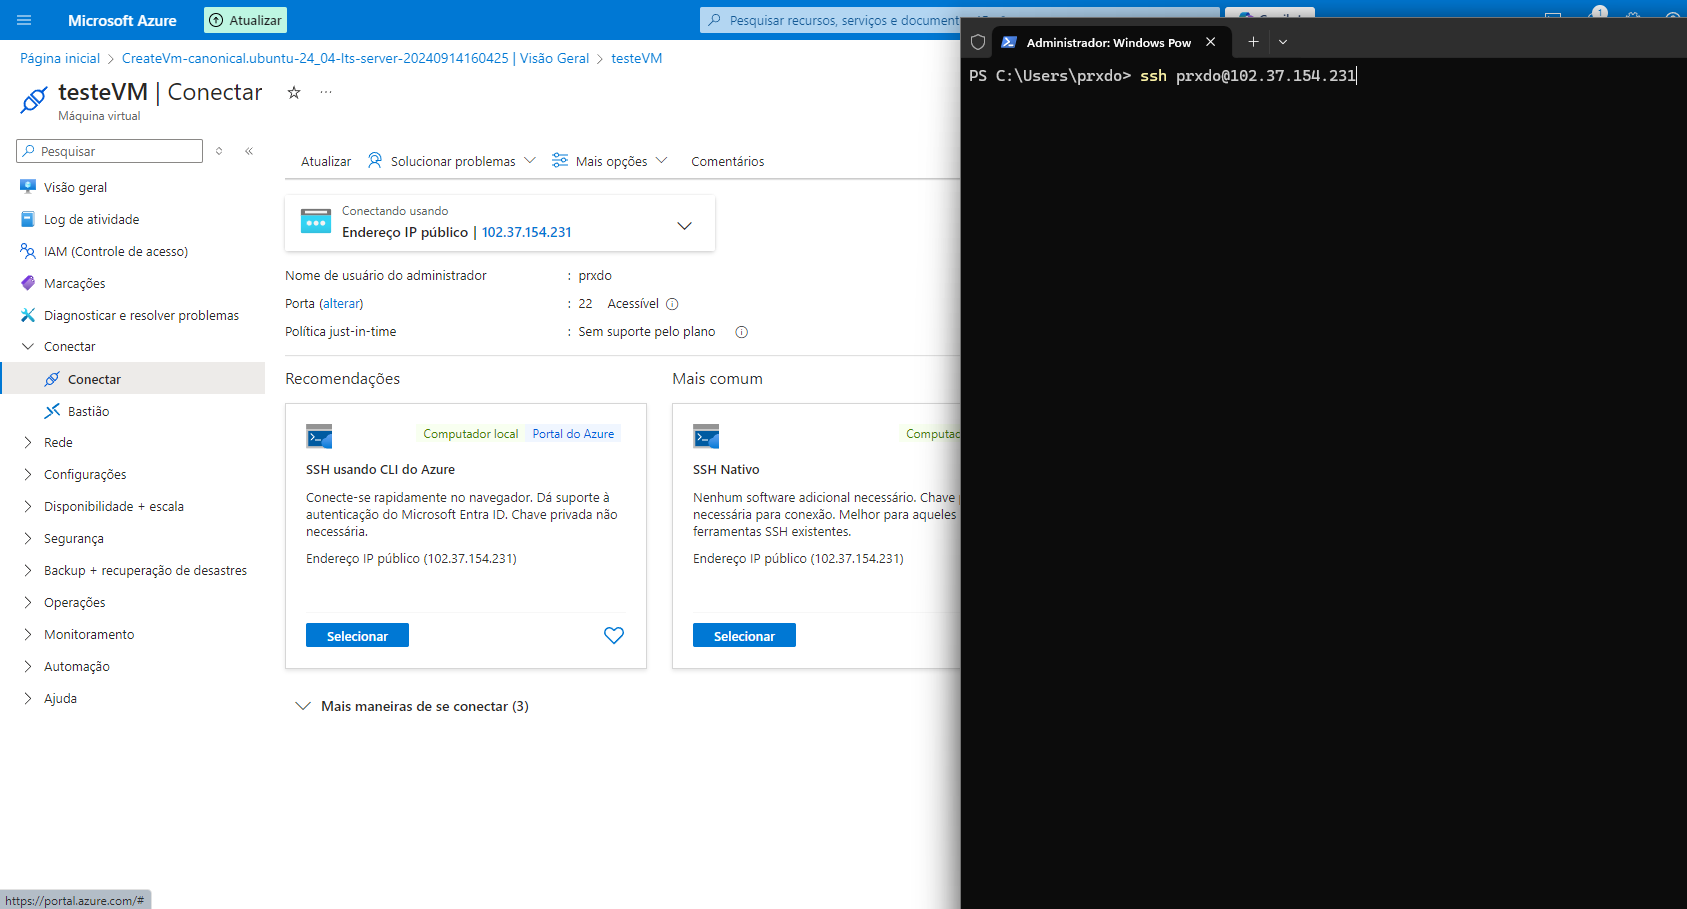 Microsoft Azure
Atualizar
Pesquisar recursos, serviços e document
Página inicial > CreateVm-canonical.ubuntu-24_04-lts-server-20240914160425 | Visão Geral > testeVM
testeVM | Conectar
Máquina virtual
Pesquisar
Visão geral
Log de atividade
IAM (Controle de acesso)
Marcações
Diagnosticar e resolver problemas
Conectar
Conectar
Bastião
Rede
Configurações
Disponibilidade + escala
Segurança
Backup + recuperação de desastres
Operações
Monitoramento
Automação
Ajuda
Atualizar
Solucionar problemas
Mais opções
Comentários
Conectando usando
Endereço IP público | 102.37.154.231
Nome de usuário do administrador : prxdo
Porta (alterar) : 22 Acessível
Política just-in-time : Sem suporte pelo plano
Recomendações
Computador local Portal do Azure
SSH usando CLI do Azure
Conecte-se rapidamente no navegador. Dá suporte à
autenticação do Microsoft Entra ID. Chave privada não
necessária.
Endereço IP público (102.37.154.231)
Selecionar
Mais comum
Computac
SSH Nativo
Nenhum software adicional necessário. Chave
necessária para conexão. Melhor para aqueles
ferramentas SSH existentes.
Endereço IP público (102.37.154.231)
Selecionar
Mais maneiras de se conectar (3)
https://portal.azure.com/#
1
Administrador: Windows Pow
PS C:\Users\prxdo> ssh prxdo@102.37.154.231